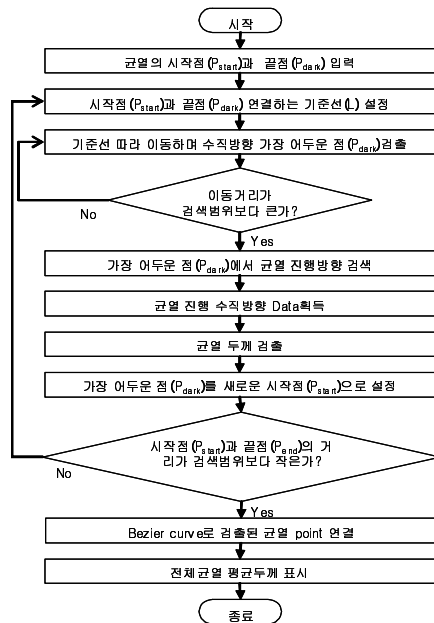 시작
균열의 시작점(Pstart)과 끝점(Pdark) 입력
시작점(Pstart)과 끝점(Pdark) 연결하는 기준선(L) 설정
기준선 따라 이동하며 수직방향 가장 어두운 점(Pdark)검출
이동거리가
검색범위보다 큰가?
No
Yes
가장 어두운 점(Pdark)에서 균열 진행방향 검색
균열 진행 수직방향 Data획득
균열 두께 검출
가장 어두운 점(Pdark)를 새로운 시작점(Pstart)으로 설정
시작점(Pstart)과 끝점(Pend)의 거
리가 검색범위보다 작은가?
No
Yes
Bezier curve로 검출된 균열 point 연결
전체균열 평균두께 표시
종료